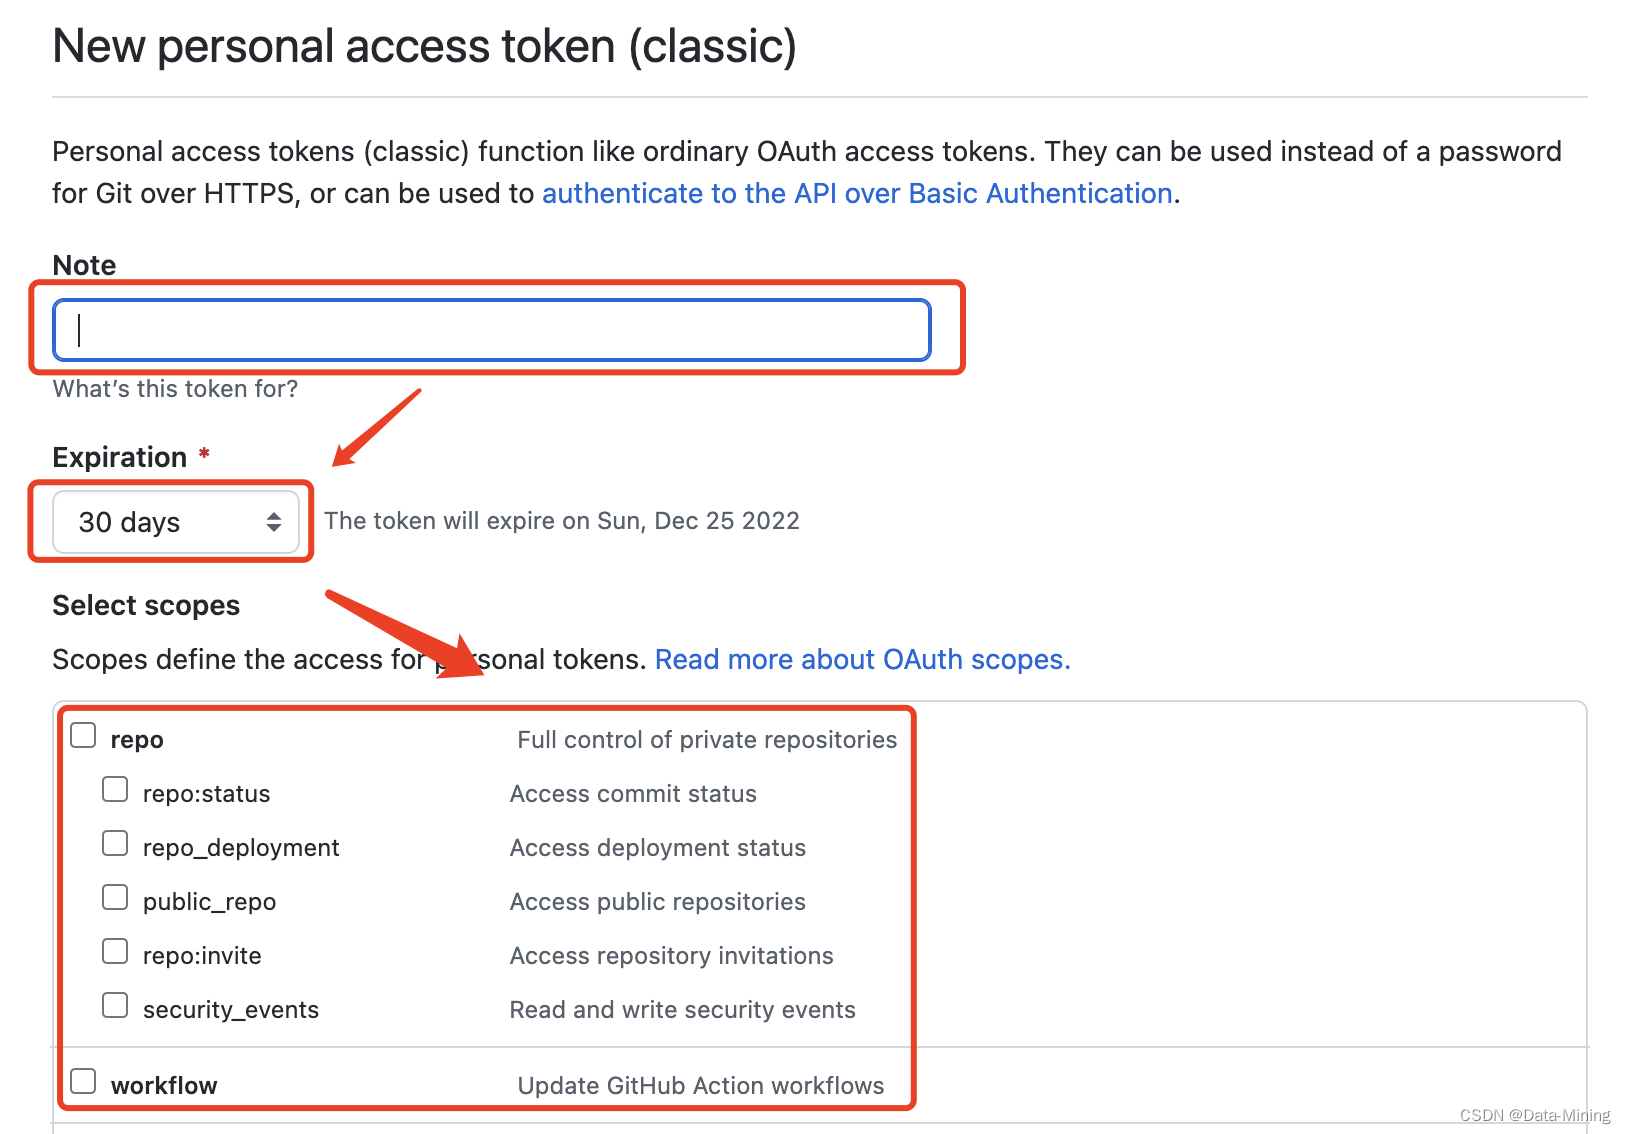 New personal access token (classic)
Personal access tokens (classic) function like ordinary OAuth access tokens. They can be used instead of a password
for Git over HTTPS, or can be used to authenticate to the API over Basic Authentication.
Note
What's this token for?
Expiration *
30 days
The token will expire on Sun, Dec 25 2022
Select scopes
Scopes define the access for personal tokens. Read more about OAuth scopes.
repo Full control of private repositories
repo:status Access commit status
repo_deployment Access deployment status
public_repo Access public repositories
repo:invite Access repository invitations
security_events Read and write security events
workflow Update GitHub Action workflows
CSDN @Data-Mining